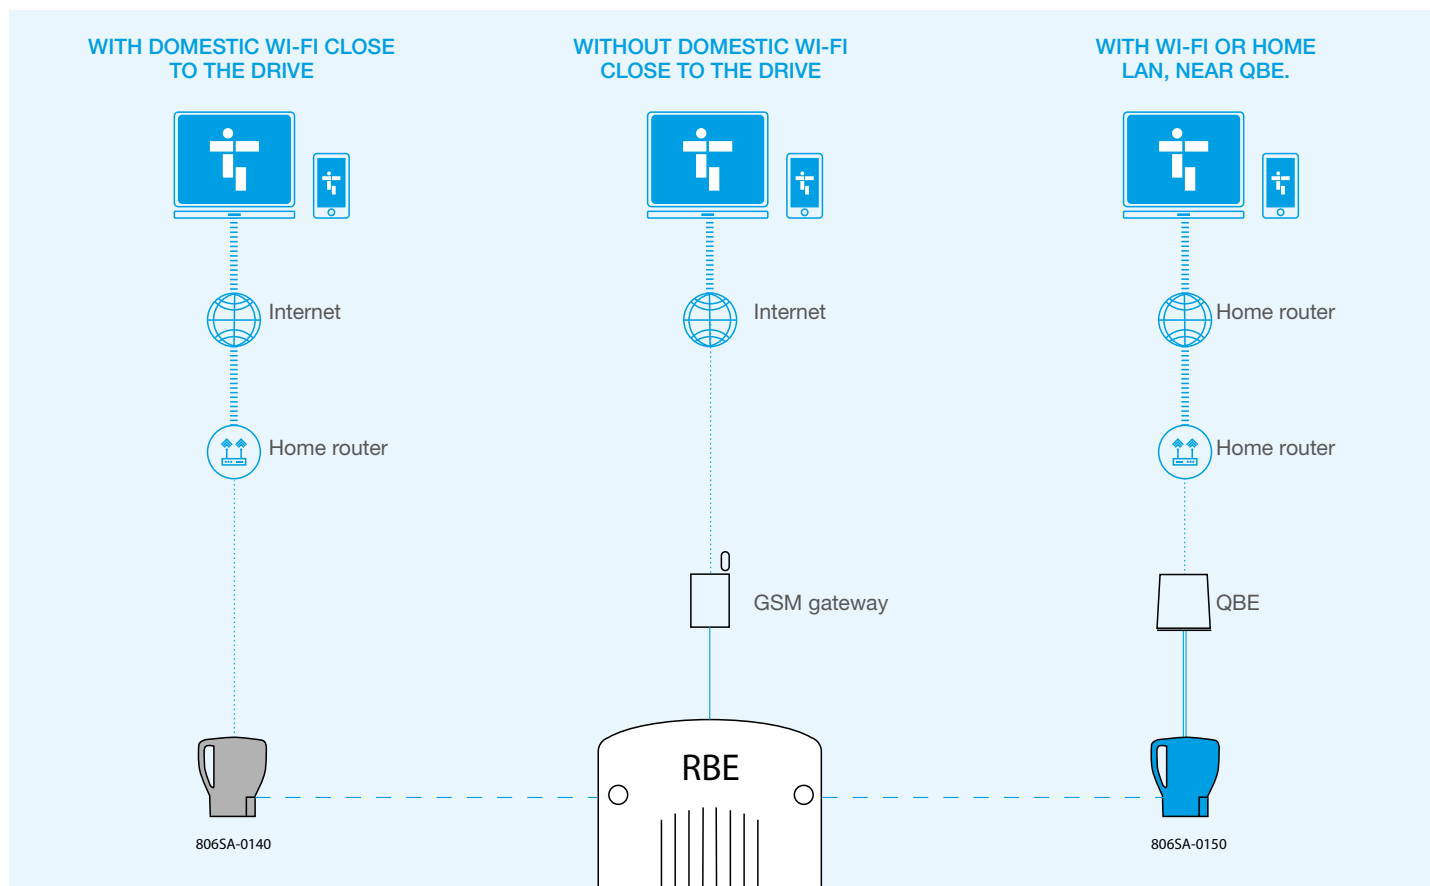 WITH DOMESTIC WI-FI CLOSE
TO THE DRIVE
WITHOUT DOMESTIC WI-FI
CLOSE TO THE DRIVE
WITH WI-FI OR HOME
LAN, NEAR QBE.
Internet
Internet
Home router
Home router
Home router
GSM gateway
QBE
RBE
806SA-0140
806SA-0150